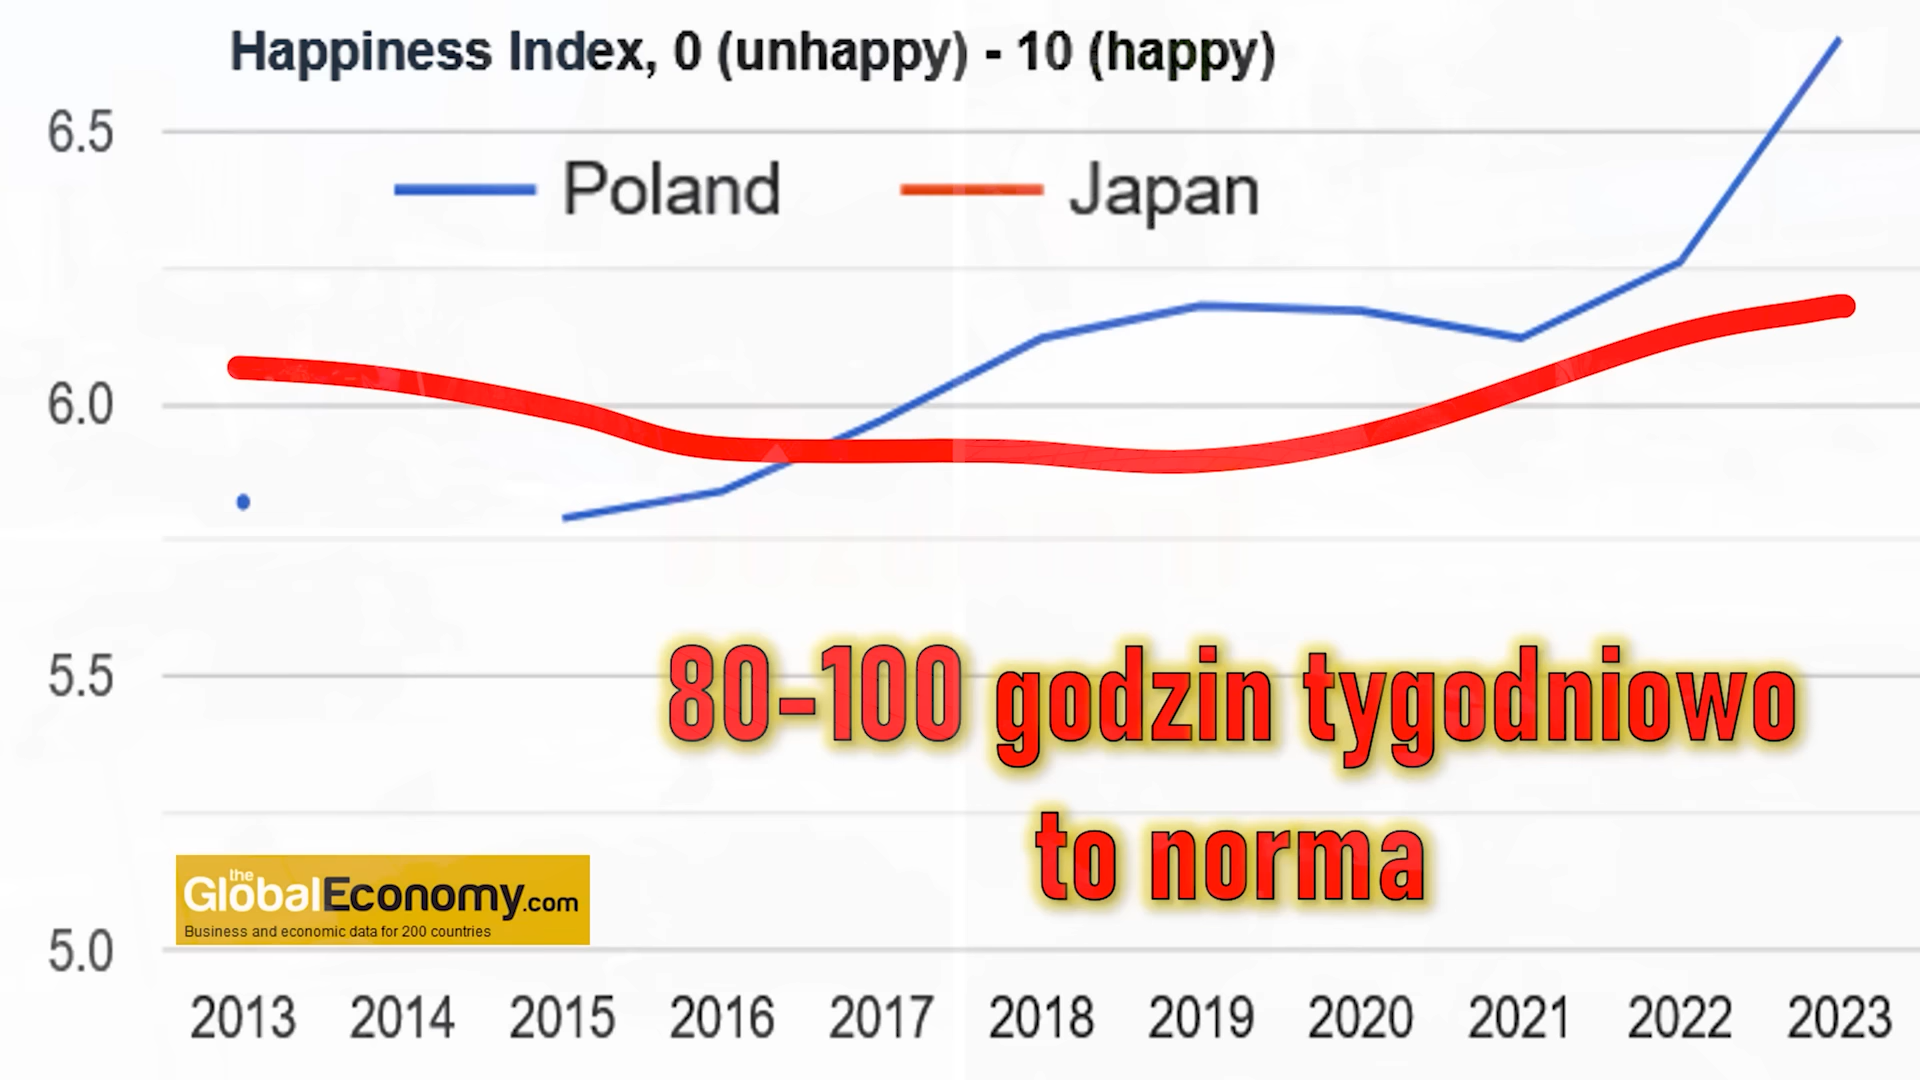 Happiness Index, 0 (unhappy) - 10 (happy)
6.5
Poland
Japan
6.0
5.5
80-100 godzin tygodniowo
to norma
theGlobalEconomy.com
Business and economic data for 200 countries
5.0
2013 2014 2015 2016 2017 2018 2019 2020 2021 2022 2023